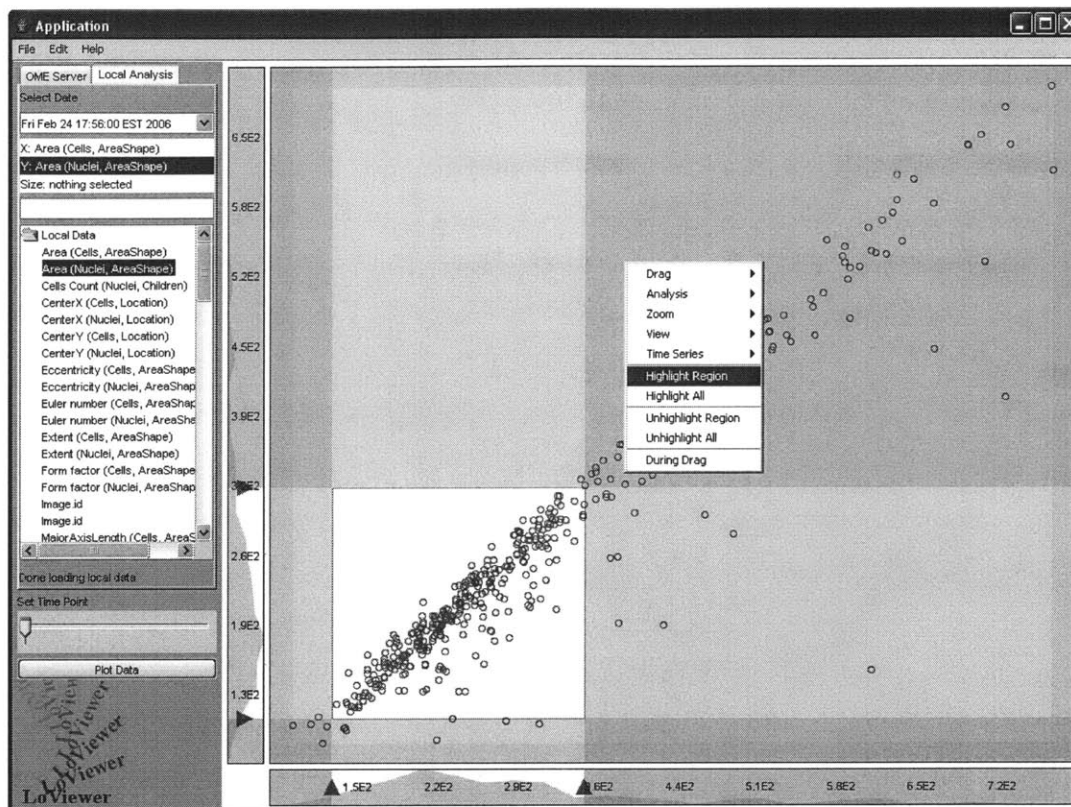 Application
File Edit Help
OME Server Local Analysis
Select Date
Fri Feb 24 17:56:00 EST 2006
X: Area (Cells, AreaShape)
Y: Area (Nuclei, AreaShape)
Size: nothing selected
Local Data
Area (Cells, AreaShape)
Area (Nuclei, AreaShape)
Cells Count (Nuclei, Children)
CenterX (Cells, Location)
CenterX (Nuclei, Location)
CenterY (Cells, Location)
CenterY (Nuclei, Location)
Eccentricity (Cells, AreaShap
Eccentricity (Nuclei, AreaShap
Euler number (Cells, AreaShap
Euler number (Nuclei, AreaSha
Extent (Cells, AreaShape)
Extent (Nuclei, AreaShape)
Form factor (Cells, AreaShape
Form factor (Nuclei, AreaShap
Image.id
Image.id
MajorAxisLength (Cells, AreaS
Done loading local data
Set Time Point
Plot Data
LoViewer
LoViewer
LoViewer
LoViewer
6.5E2
5.8E2
5.2E2
4.5E2
3.9E2
2.6E2
1.9E2
1.3E2
Drag
Analysis
Zoom
View
Time Series
Highlight Region
Highlight All
Unhighlight Region
Unhighlight All
During Drag
1.5E2 2.2E2 2.9E2 3.6E2 4.4E2 5.1E2 5.8E2 6.5E2 7.2E2